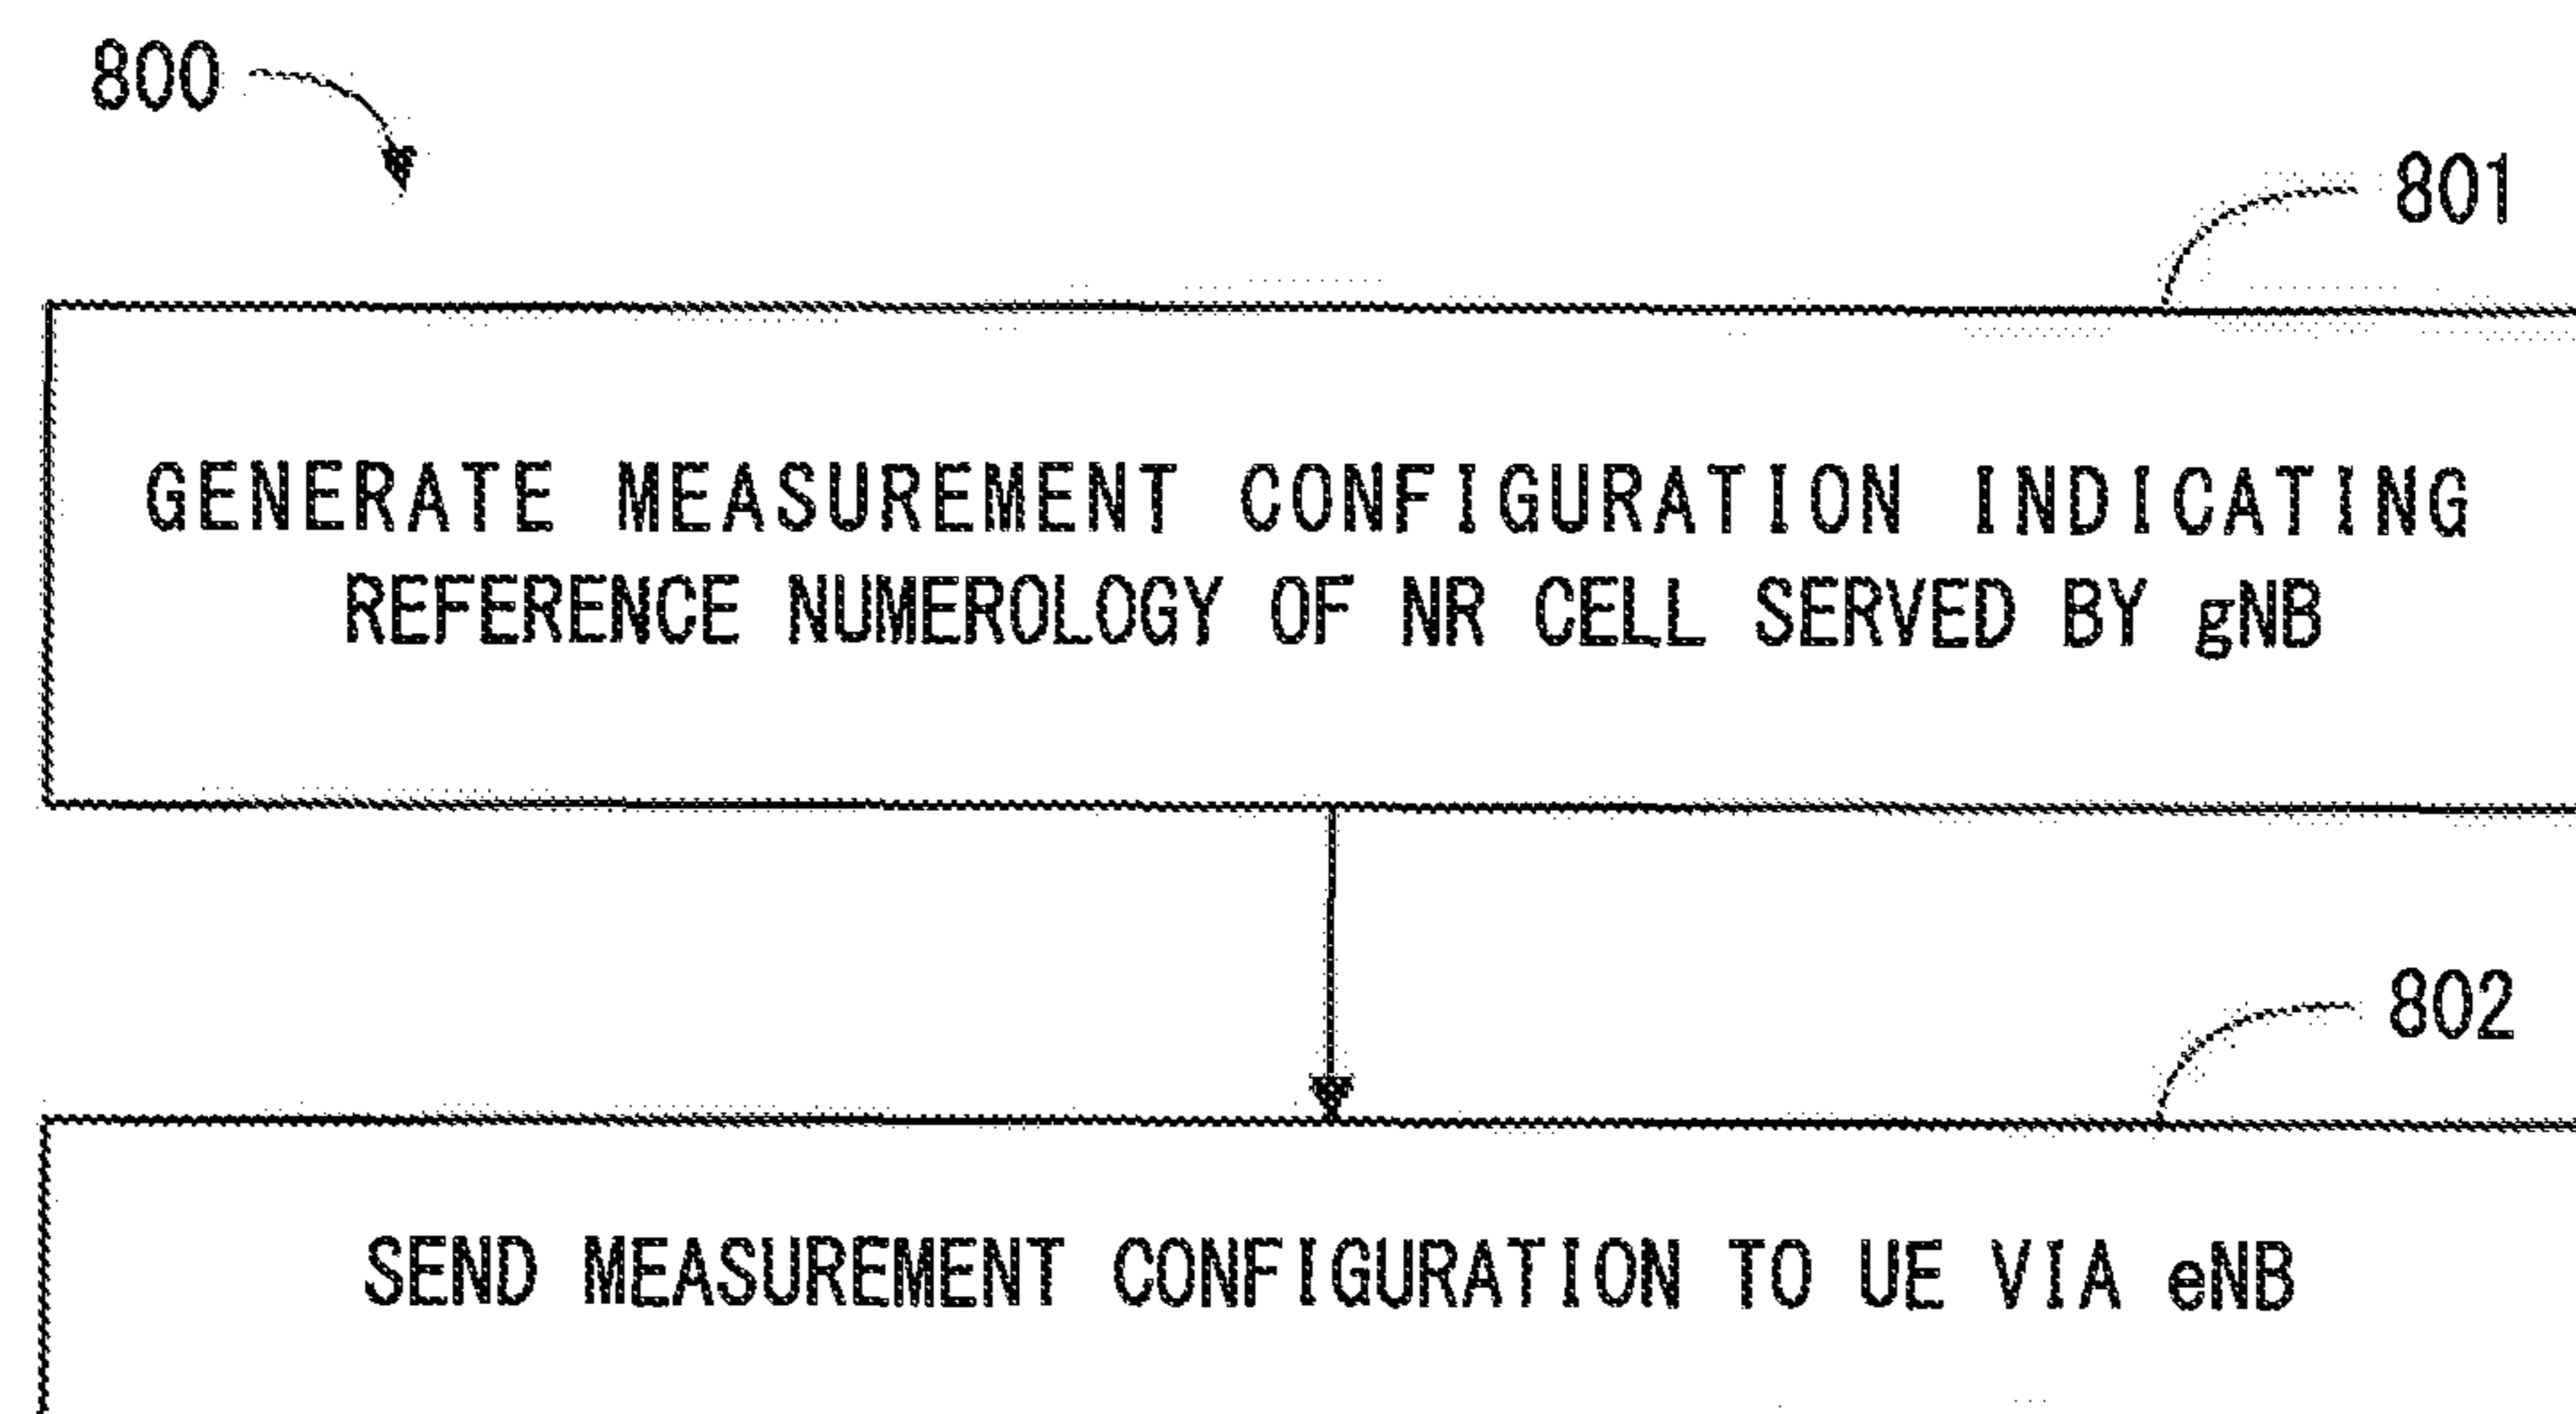 800
801
GENERATE MEASUREMENT CONFIGURATION INDICATING
REFERENCE NUMEROLOGY OF NR CELL SERVED BY gNB
802
SEND MEASUREMENT CONFIGURATION TO UE VIA eNB